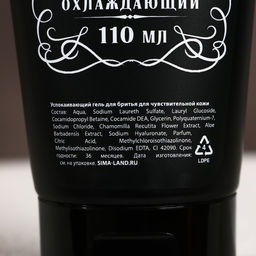 ОХЛАЖДАЮЩИЙ
110 МЛ
Успокаивающий гель для бритья для чувствительной кожи
Состав: Aqua, Sodium Laureth Sulfate, Lauryl Glucoside,
Cocamidopropyl Betaine, Cocamide DEA, Glycerin, Polyquaternium-7,
Sodium Chloride, Chamomilla Recutita Flower Extract, Aloe
Barbadensis Extract, Sodium Hyaluronate, Parfum,
Citric Acid, Methylchloroisothiazolinone,
Methylisothiazolinone, Disodium EDTA, CI 42090. Срок
годности: 36 месяцев. Дата изготовления:
см. на упаковке. SIMA-LAND.RU
4
LDPE